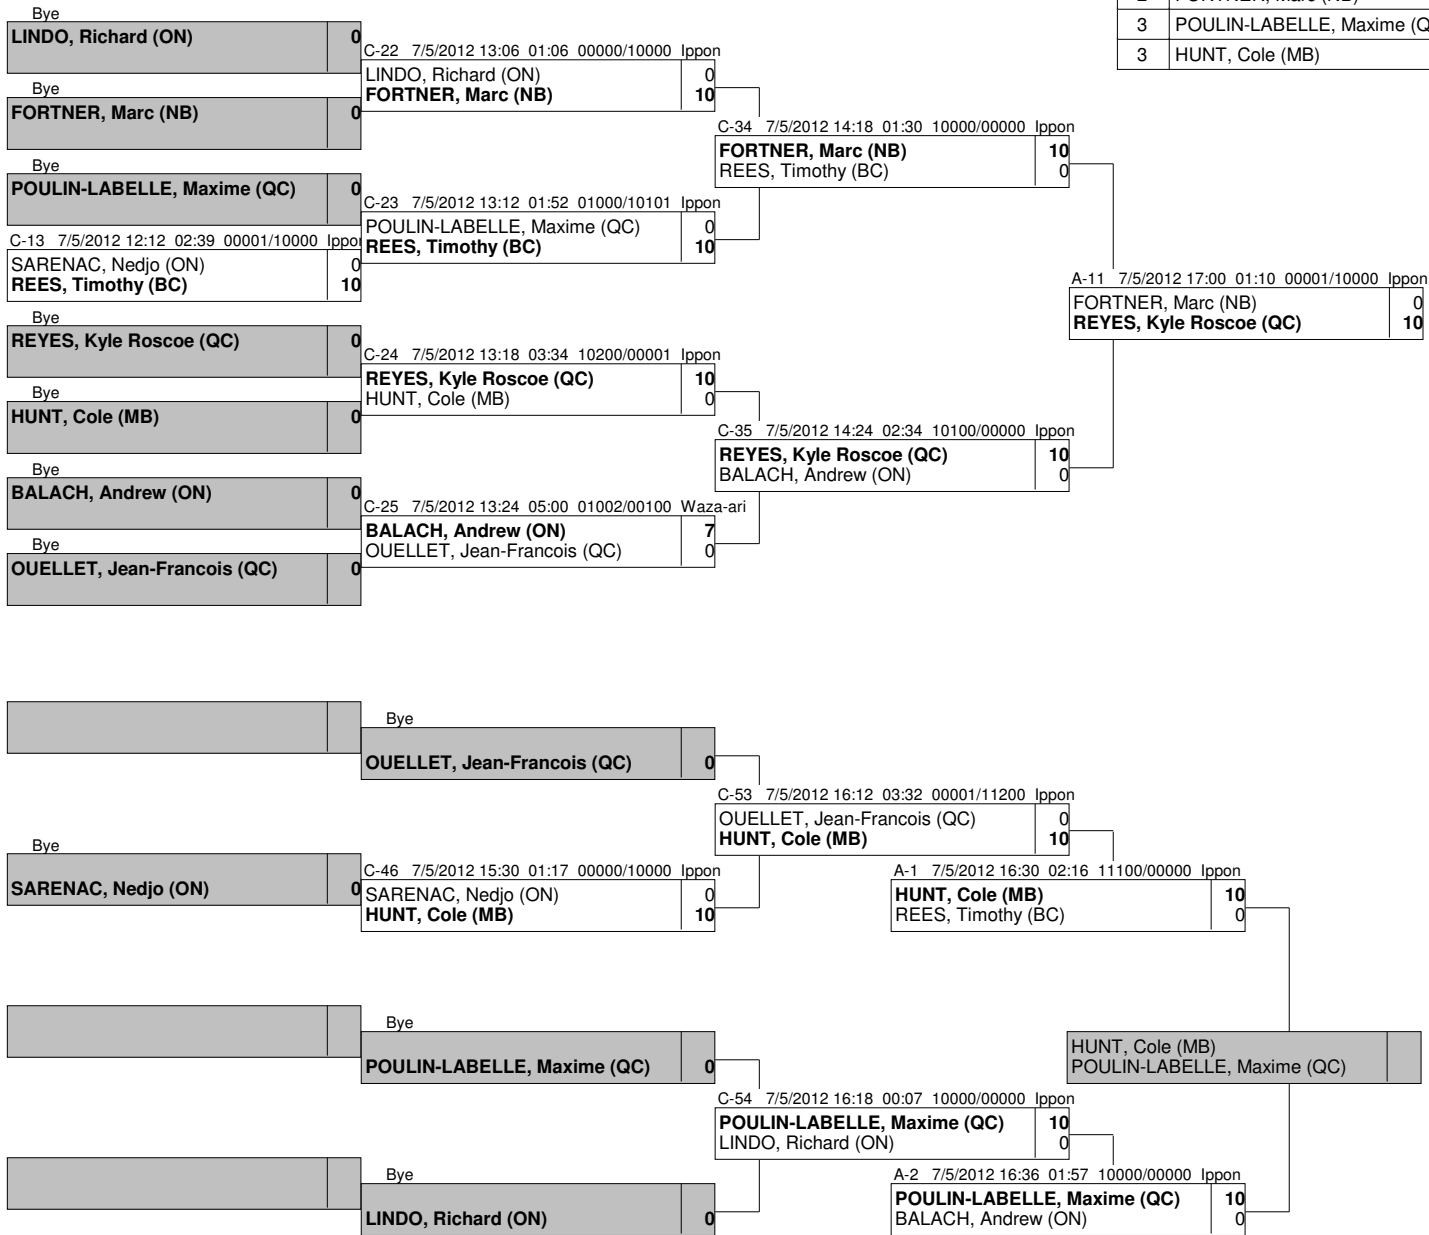 2 FORTNER, Marc (NB)
3 POULIN-LABELLE, Maxime (Q
3 HUNT, Cole (MB)
Bye
LINDO, Richard (ON) 0
Bye
FORTNER, Marc (NB) 0
Bye
POULIN-LABELLE, Maxime (QC) 0
C-13 7/5/2012 12:12 02:39 00001/10000 Ippon
SARENAC, Nedjo (ON) 0
REES, Timothy (BC) 10
Bye
REYES, Kyle Roscoe (QC) 0
Bye
HUNT, Cole (MB) 0
Bye
BALACH, Andrew (ON) 0
Bye
OUELLET, Jean-Francois (QC) 0
C-22 7/5/2012 13:06 01:06 00000/10000 Ippon
LINDO, Richard (ON) 0
FORTNER, Marc (NB) 10
C-23 7/5/2012 13:12 01:52 01000/10101 Ippon
POULIN-LABELLE, Maxime (QC) 0
REES, Timothy (BC) 10
C-24 7/5/2012 13:18 03:34 10200/00001 Ippon
REYES, Kyle Roscoe (QC) 10
HUNT, Cole (MB) 0
C-25 7/5/2012 13:24 05:00 01002/00100 Waza-ari
BALACH, Andrew (ON) 7
OUELLET, Jean-Francois (QC) 0
C-34 7/5/2012 14:18 01:30 10000/00000 Ippon
FORTNER, Marc (NB) 10
REES, Timothy (BC) 0
C-35 7/5/2012 14:24 02:34 10100/00000 Ippon
REYES, Kyle Roscoe (QC) 10
BALACH, Andrew (ON) 0
A-11 7/5/2012 17:00 01:10 00001/10000 Ippon
FORTNER, Marc (NB) 0
REYES, Kyle Roscoe (QC) 10
Bye
OUELLET, Jean-Francois (QC) 0
Bye
SARENAC, Nedjo (ON) 0
C-46 7/5/2012 15:30 01:17 00000/10000 Ippon
SARENAC, Nedjo (ON) 0
HUNT, Cole (MB) 10
C-53 7/5/2012 16:12 03:32 00001/11200 Ippon
OUELLET, Jean-Francois (QC) 0
HUNT, Cole (MB) 10
A-1 7/5/2012 16:30 02:16 11100/00000 Ippon
HUNT, Cole (MB) 10
REES, Timothy (BC) 0
Bye
POULIN-LABELLE, Maxime (QC) 0
Bye
LINDO, Richard (ON) 0
C-54 7/5/2012 16:18 00:07 10000/00000 Ippon
POULIN-LABELLE, Maxime (QC) 10
LINDO, Richard (ON) 0
A-2 7/5/2012 16:36 01:57 10000/00000 Ippon
POULIN-LABELLE, Maxime (QC) 10
BALACH, Andrew (ON) 0
HUNT, Cole (MB)
POULIN-LABELLE, Maxime (QC)